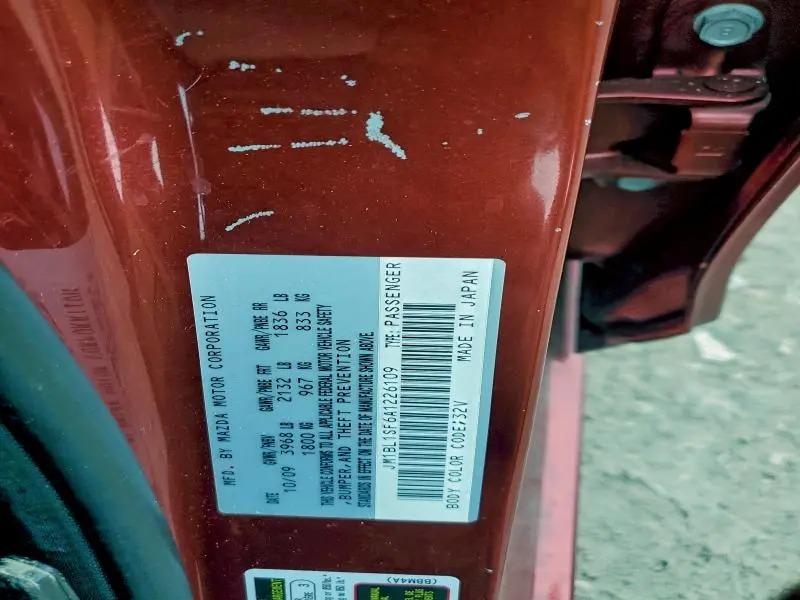 MFD. BY MAZDA MOTOR CORPORATION
DATE GVWR/PNBV GAWR/PNBE FRT GAWR/PNBE RR
10/09 3968 LB 2132 LB 1836 LB
1800 KG 967 KG 833 KG
THIS VEHICLE CONFORMS TO ALL APPLICABLE FEDERAL MOTOR VEHICLE SAFETY
,BUMPER,AND THEFT PREVENTION
STANDARDS IN EFFECT ON THE DATE OF MANUFACTURE SHOWN ABOVE
JM1BL1SF6A1226109 TYPE: PASSENGER
BODY COLOR CODE:32V MADE IN JAPAN
(BBM4A)